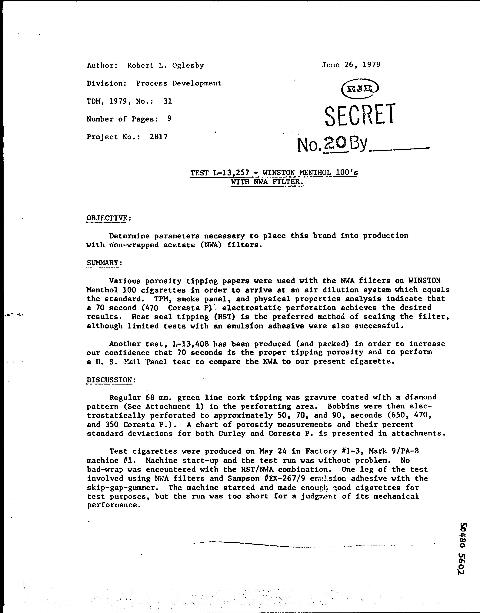 Author: Robert L. Oglesby
June 26, 1979
Division: Process Development
TDM, 1979, No.: 31
RJR
Number of Pages: 9
SECRET
Project No.: 2817
No. 20 By
TEST L-13,257 - WINSTON MENTHOL 100's
WITH NWA FILTER.
OBJECTIVE:
Determine parameters necessary to place this brand into production
with non-wrapped acetate (NWA) filters.
SUMMARY:
Various porosity tipping papers were used with the NWA filters on WINSTON
Menthol 100 cigarettes in order to arrive at an air dilution system which equals
the standard. TPM, smoke panel, and physical properties analysis indicate that
a 70 second (470 Coresta P) electrostatic perforation achieves the desired
results. Heat seal tipping (HST) is the preferred method of sealing the filter,
although limited tests with an emulsion adhesive were also successful.
Another test, L-13,408 has been produced (and packed) in order to increase
our confidence that 70 seconds is the proper tipping porosity and to perform
a U. S. Mail Panel test to compare the NWA to our present cigarette.
DISCUSSION:
Regular 68 mm. green line cork tipping was gravure coated with a diamond
pattern (See Attachment 1) in the perforating area. Bobbins were then elec-
trostatically perforated to approximately 50, 70, and 90, seconds (650, 470,
and 350 Coresta P.). A chart of porosity measurements and their percent
standard deviations for both Gurley and Coresta P. is presented in attachments.
Test cigarettes were produced on May 24 in Factory #1-3, Mark 9/PA-8
machine #1. Machine start-up and the test run was without problem. No
bad-wrap was encountered with the HST/NWA combination. One leg of the test
involved using NWA filters and Sampson #2X-267/9 emulsion adhesive with the
skip-gap-gummer. The machine started and made enough good cigarettes for
test purposes, but the run was too short for a judgment of its mechanical
performance.
50480 5602